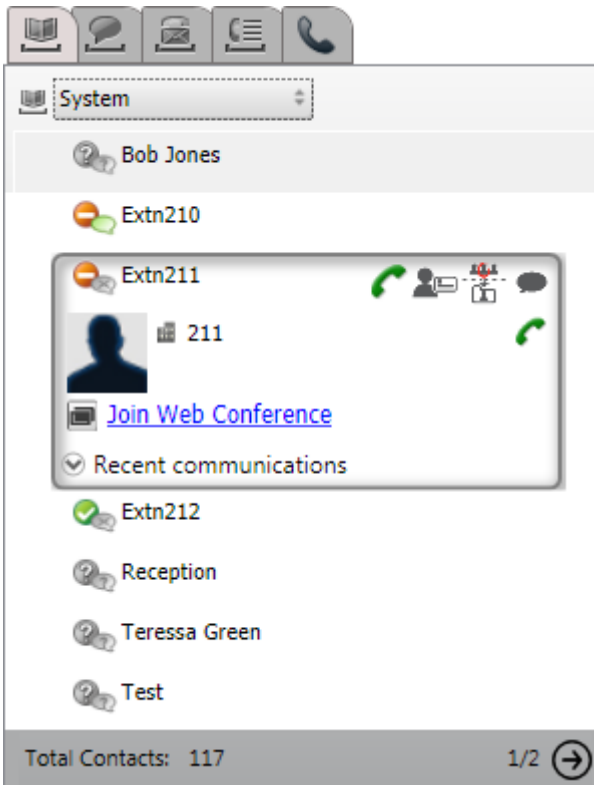 System
Bob Jones
Extn210
Extn211
211
Join Web Conference
Recent communications
Extn212
Reception
Teressa Green
Test
Total Contacts: 117 1/2